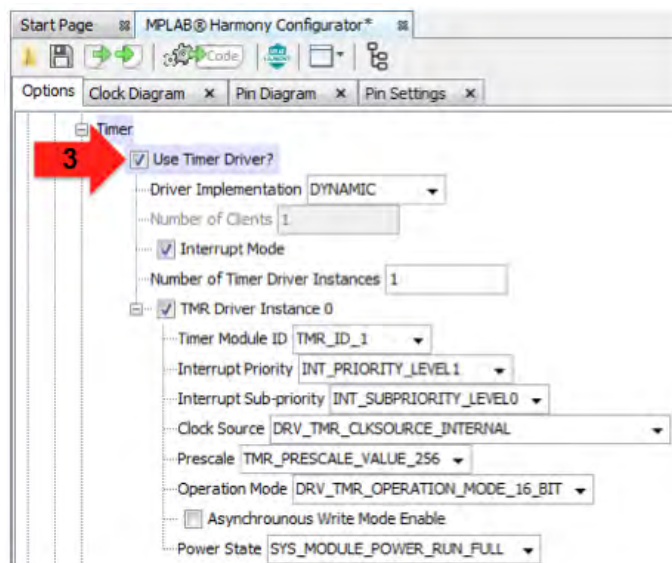 Start Page MPLAB® Harmony Configurator*
Code
Options Clock Diagram × Pin Diagram × Pin Settings ×
Timer
3 Use Timer Driver?
Driver Implementation DYNAMIC
Number of Clients 1
Interrupt Mode
Number of Timer Driver Instances 1
TMR Driver Instance 0
Timer Module ID TMR_ID_1
Interrupt Priority INT_PRIORITY_LEVEL1
Interrupt Sub-priority INT_SUBPRIORITY_LEVEL0
Clock Source DRV_TMR_CLKSOURCE_INTERNAL
Prescale TMR_PRESCALE_VALUE_256
Operation Mode DRV_TMR_OPERATION_MODE_16_BIT
Asynchrounous Write Mode Enable
Power State SYS_MODULE_POWER_RUN_FULL